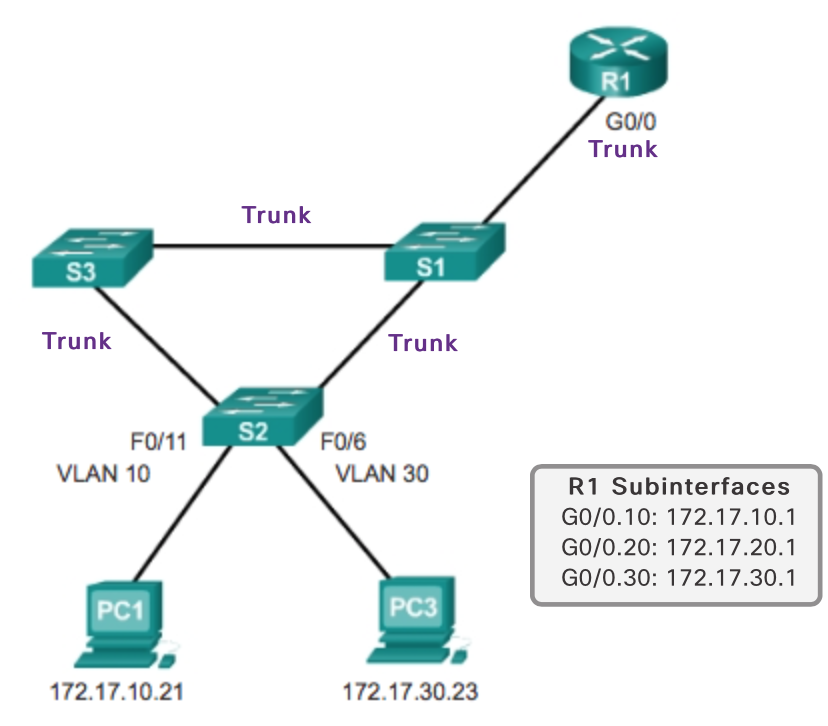 R1
G0/0
Trunk
Trunk
S3
S1
Trunk
Trunk
S2
F0/11
F0/6
VLAN 10
VLAN 30
R1 Subinterfaces
G0/0.10: 172.17.10.1
G0/0.20: 172.17.20.1
G0/0.30: 172.17.30.1
PC1
PC3
172.17.10.21
172.17.30.23